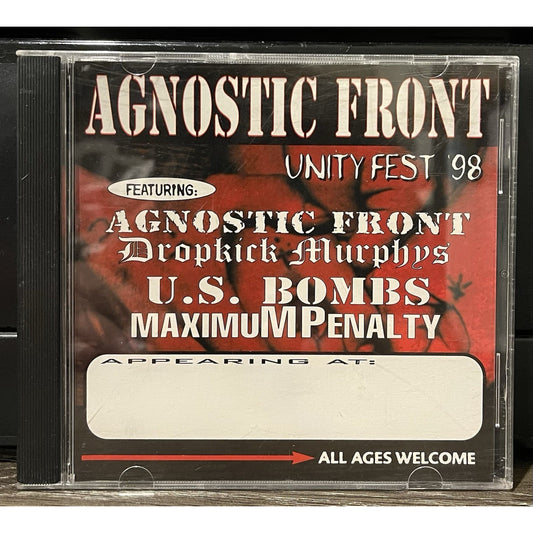 AGNOSTIC FRONT
UNITY FEST '98
FEATURING:
AGNOSTIC FRONT
Dropkick Murphys
U.S. BOMBS
MAXIMUMPENALTY
APPEARING AT:
ALL AGES WELCOME